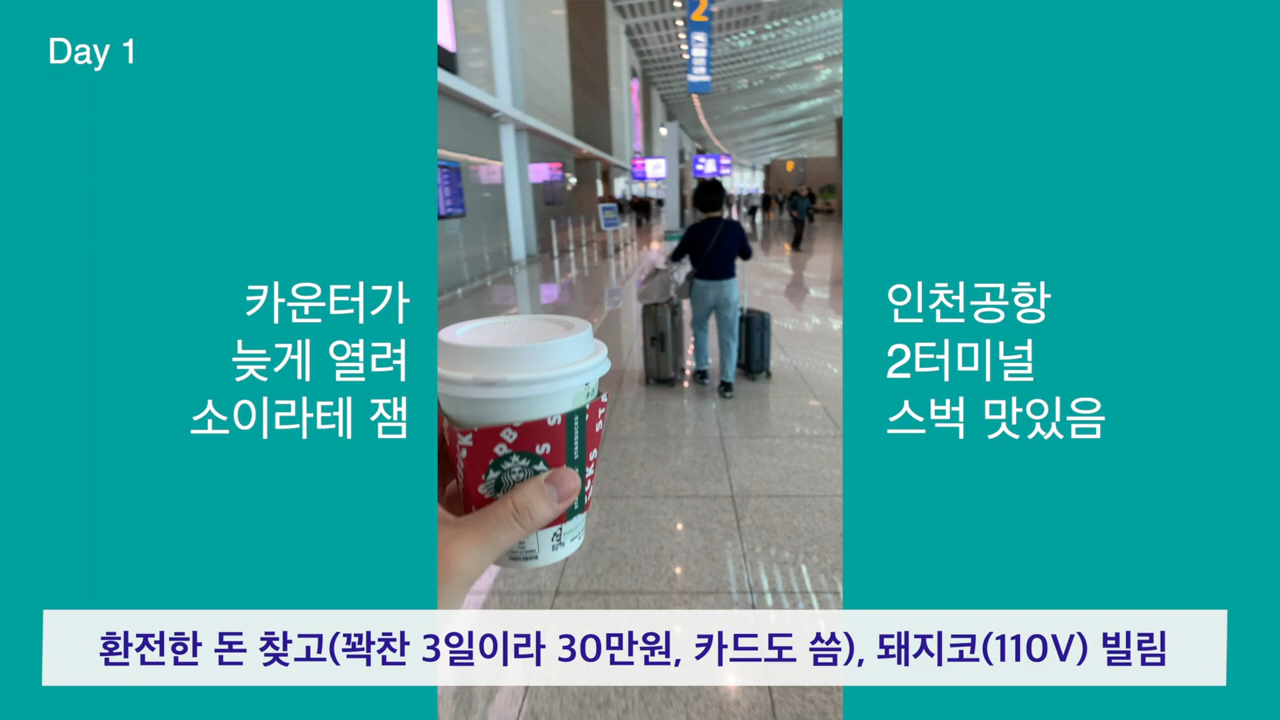 Day 1
2
카운터가
늦게 열려
소이라테 잼
인천공항
2터미널
스벅 맛있음
STARBUCKS
환전한 돈 찾고(꽉찬 3일이라 30만원, 카드도 씀), 돼지코(110V) 빌림